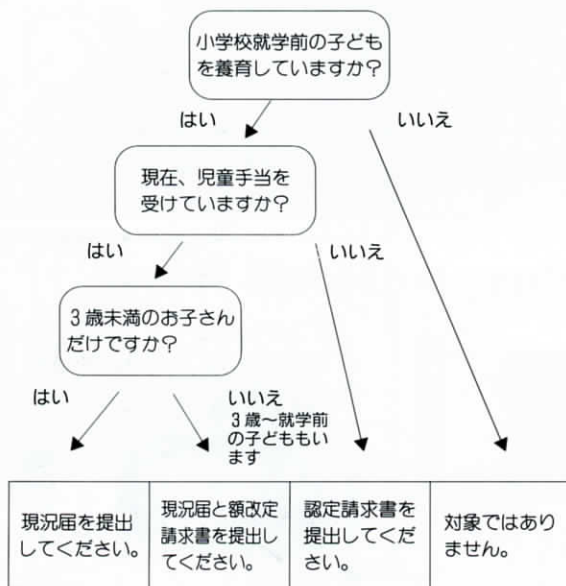 小学校就学前の子ども
を養育していますか？
はい
いいえ
現在、児童手当を
受けていますか？
はい
いいえ
３歳未満のお子さん
だけですか？
はい
いいえ
３歳～就学前
の子どももい
ます
現況届を提出
してください。
現況届と額改定
請求書を提出し
てください。
認定請求書を
提出してくだ
さい。
対象ではあり
ません。